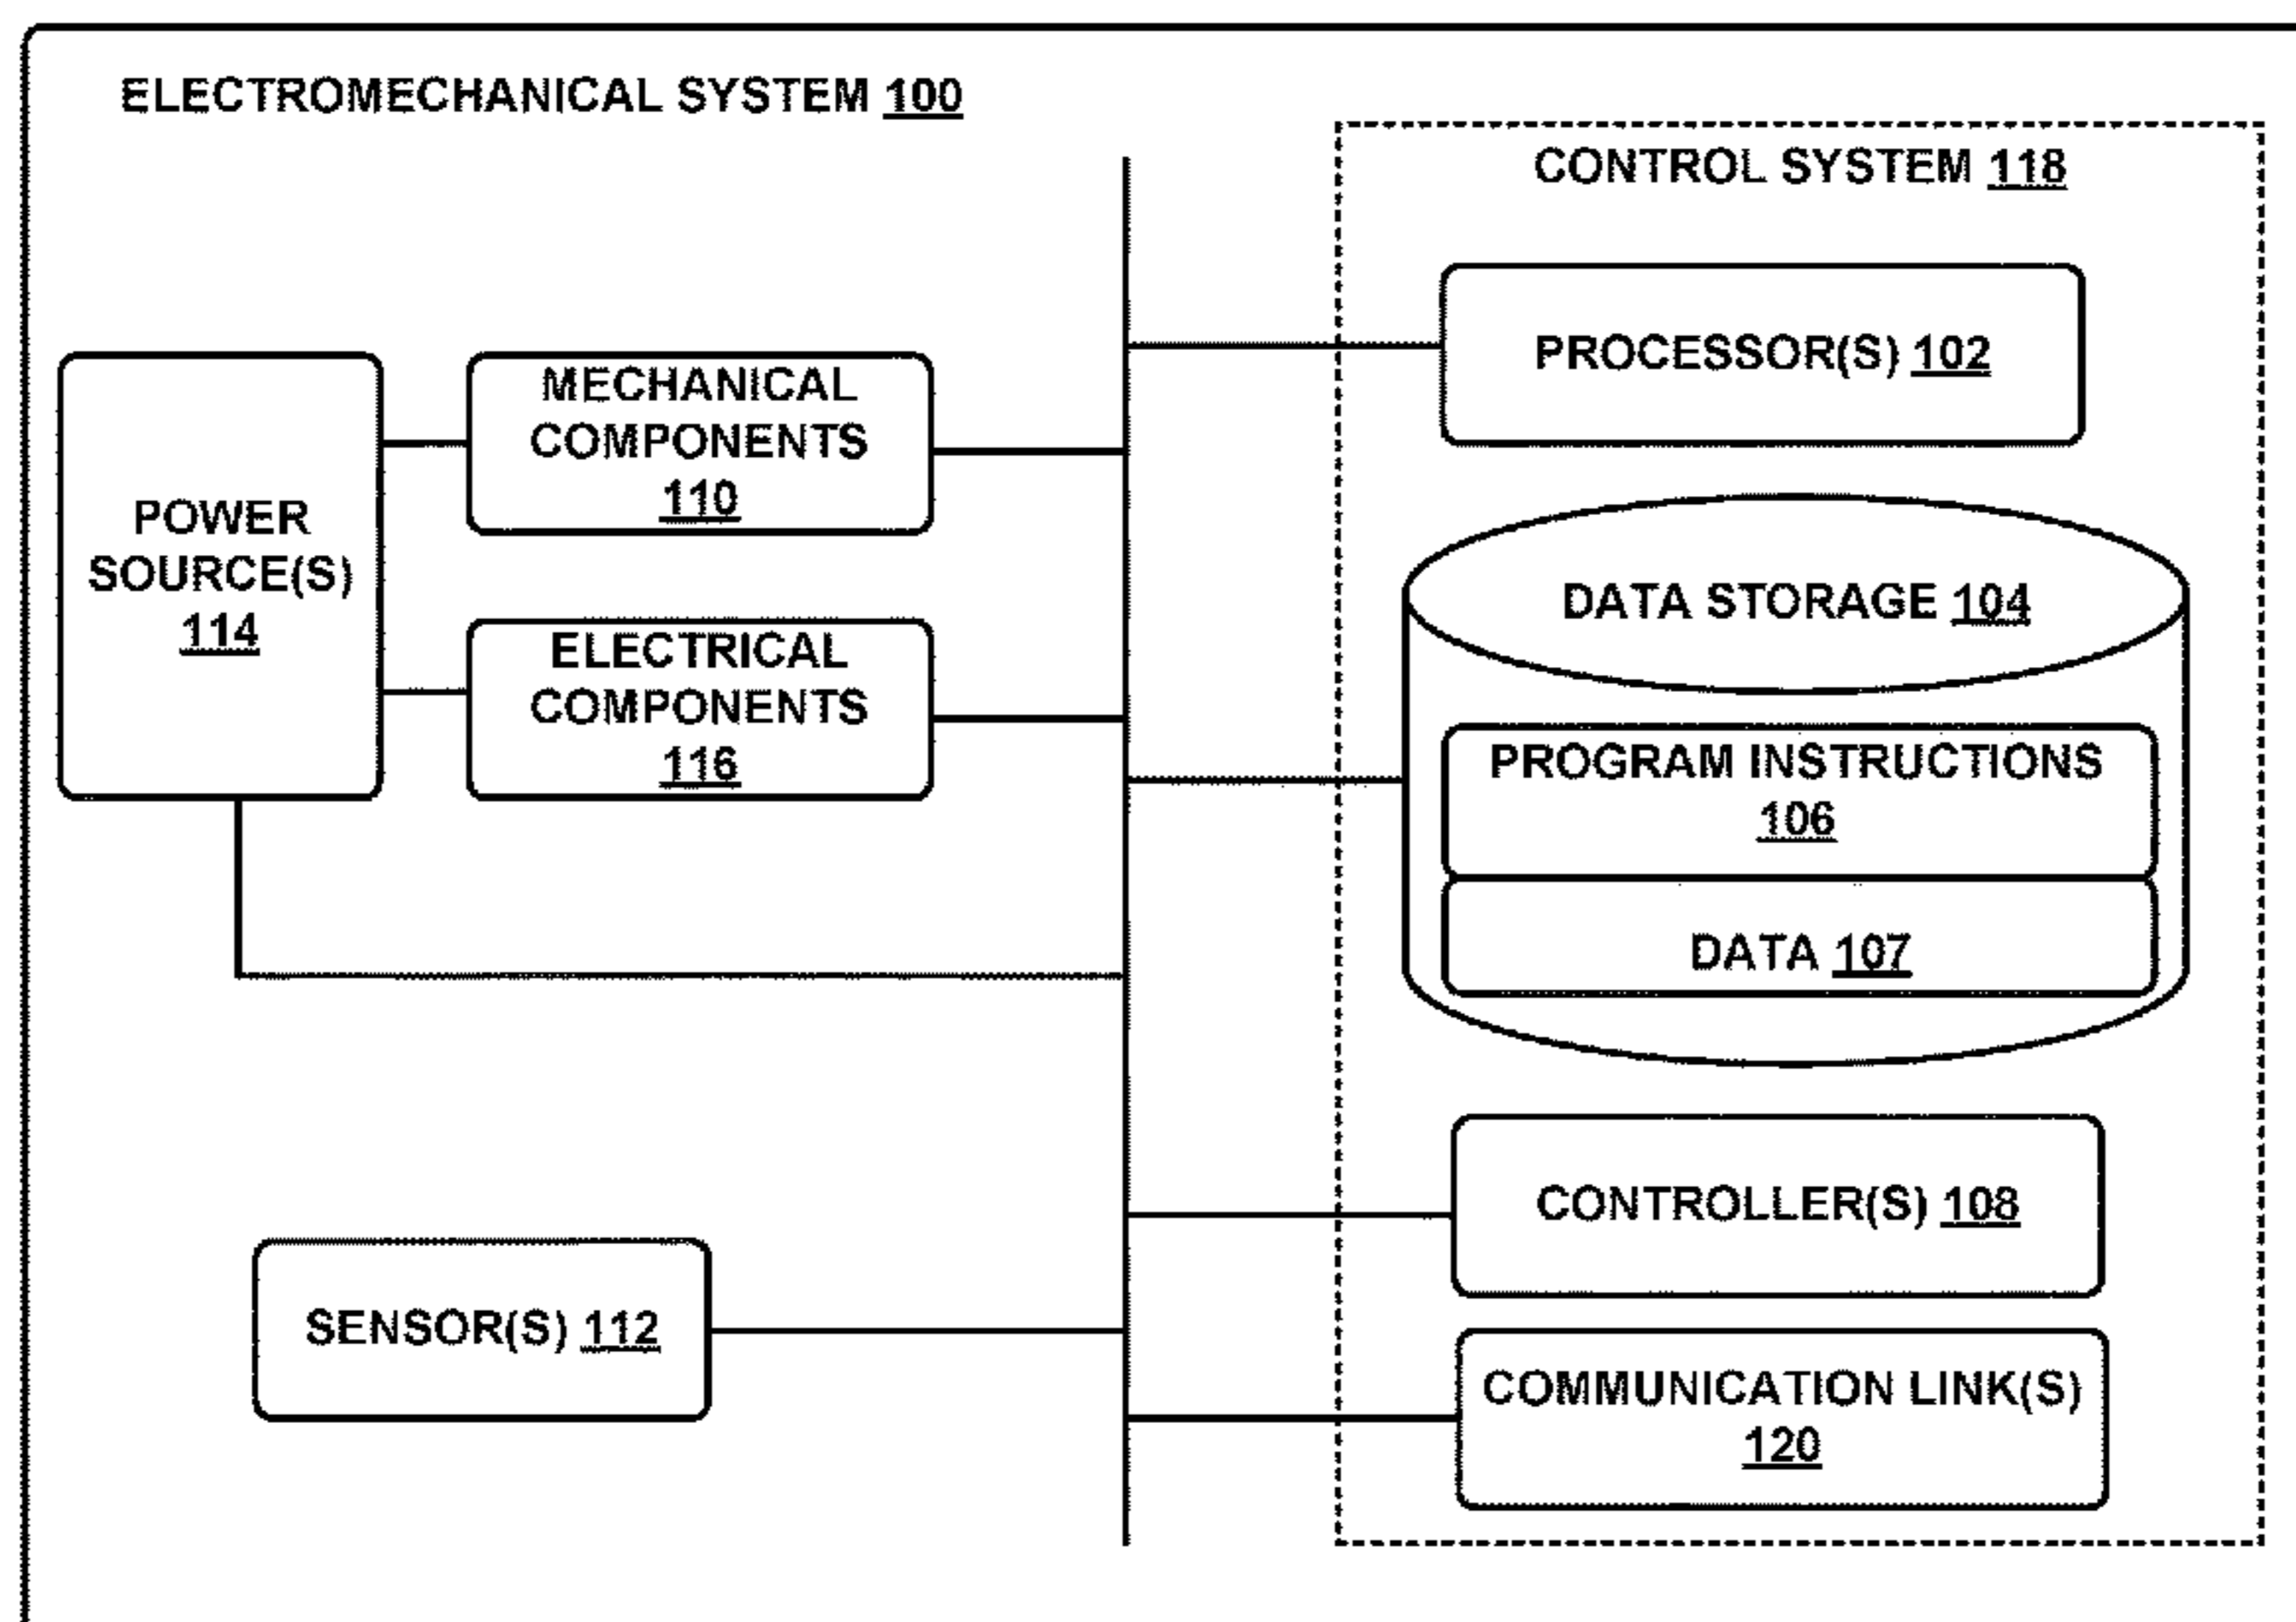 ELECTROMECHANICAL SYSTEM 100
CONTROL SYSTEM 118
PROCESSOR(S) 102
MECHANICAL
COMPONENTS
110
POWER
SOURCE(S)
114
ELECTRICAL
COMPONENTS
116
DATA STORAGE 104
PROGRAM INSTRUCTIONS
106
DATA 107
CONTROLLER(S) 108
SENSOR(S) 112
COMMUNICATION LINK(S)
120